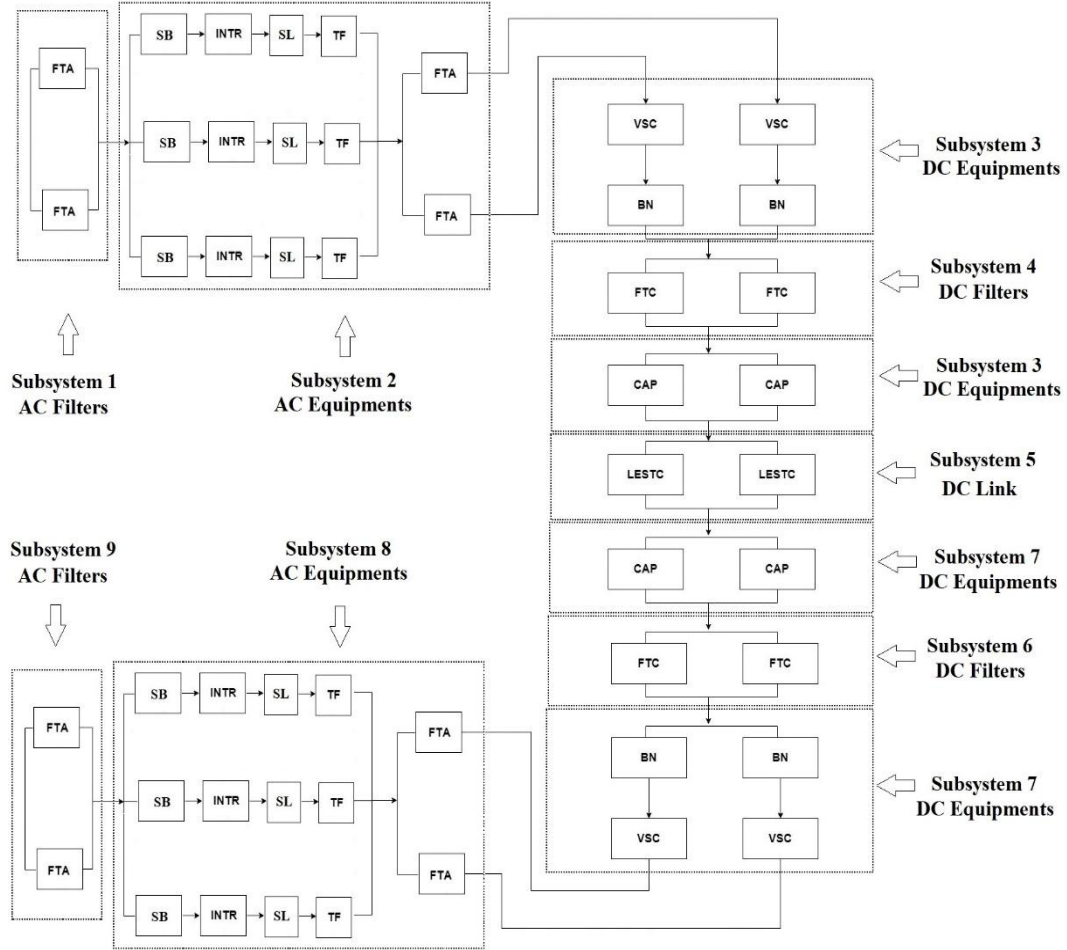 SB INTR SL TF
FTA
FTA
VSC VSC
SB INTR SL TF
Subsystem 3
DC Equipments
FTA
FTA
BN BN
SB INTR SL TF
Subsystem 4
DC Filters
FTC FTC
Subsystem 1
AC Filters
Subsystem 2
AC Equipments
CAP CAP
Subsystem 3
DC Equipments
LESTC LESTC
Subsystem 5
DC Link
Subsystem 9
AC Filters
Subsystem 8
AC Equipments
CAP CAP
Subsystem 7
DC Equipments
FTC FTC
Subsystem 6
DC Filters
SB INTR SL TF
FTA
FTA
BN BN
SB INTR SL TF
Subsystem 7
DC Equipments
VSC VSC
FTA
FTA
SB INTR SL TF